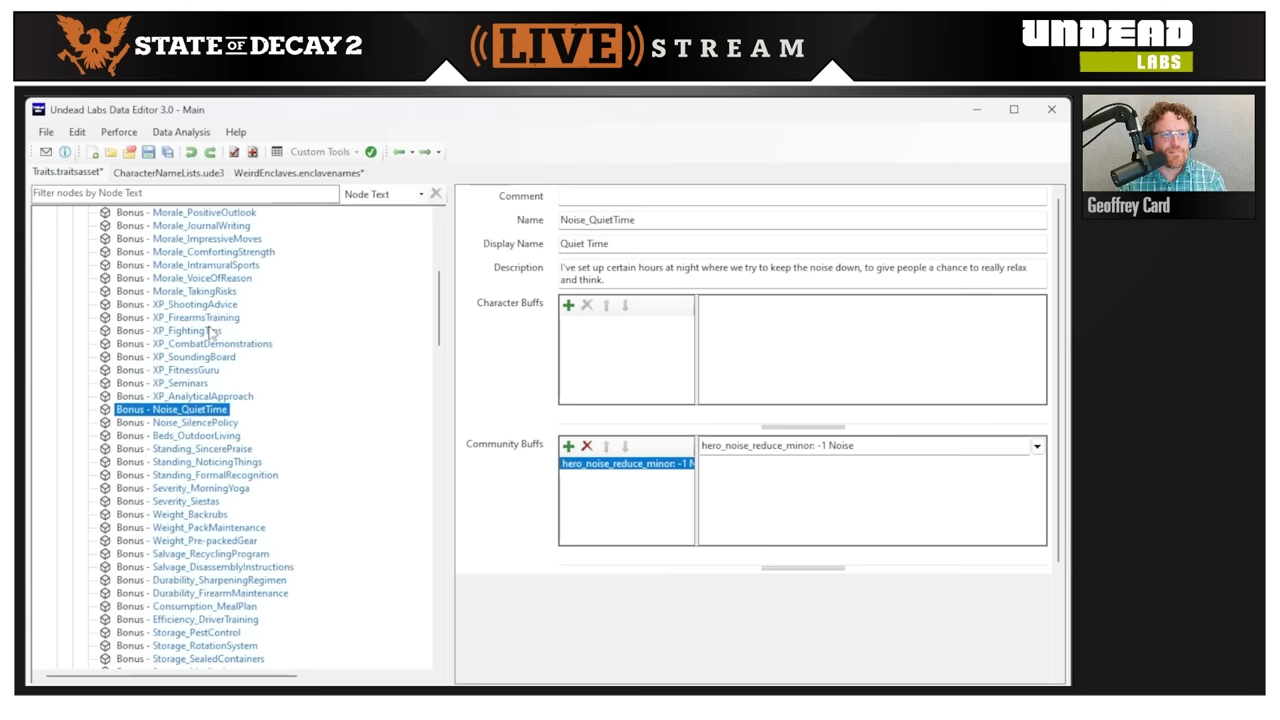 STATE OF DECAY 2
LIVE STREAM
UNDEAD
LABS
Undead Labs Data Editor 3.0 - Main
File Edit Perforce Data Analysis Help
Custom Tools
Traits.traitsasset* CharacterNameLists.ude3 WeirdEnclaves.enclavenames*
Filter nodes by Node Text Node Text
Bonus - Morale_PositiveOutlook
Bonus - Morale_JournalWriting
Bonus - Morale_ImpressiveMoves
Bonus - Morale_ComfortingStrength
Bonus - Morale_IntramuralSports
Bonus - Morale_VoiceOfReason
Bonus - Morale_TakingRisks
Bonus - XP_ShootingAdvice
Bonus - XP_FirearmsTraining
Bonus - XP_FightingTips
Bonus - XP_CombatDemonstrations
Bonus - XP_SoundingBoard
Bonus - XP_FitnessGuru
Bonus - XP_Seminars
Bonus - XP_AnalyticalApproach
Bonus - Noise_QuietTime
Bonus - Noise_SilencePolicy
Bonus - Beds_OutdoorLiving
Bonus - Standing_SincerePraise
Bonus - Standing_NoticingThings
Bonus - Standing_FormalRecognition
Bonus - Severity_MorningYoga
Bonus - Severity_Siestas
Bonus - Weight_Backrubs
Bonus - Weight_PackMaintenance
Bonus - Weight_Pre-packedGear
Bonus - Salvage_RecyclingProgram
Bonus - Salvage_DisassemblyInstructions
Bonus - Durability_SharpeningRegimen
Bonus - Durability_FirearmMaintenance
Bonus - Consumption_MealPlan
Bonus - Efficiency_DriverTraining
Bonus - Storage_PestControl
Bonus - Storage_RotationSystem
Bonus - Storage_SealedContainers
Comment
Name Noise_QuietTime
Display Name Quiet Time
Description I've set up certain hours at night where we try to keep the noise down, to give people a chance to really relax
and think.
Character Buffs
Community Buffs hero_noise_reduce_minor: -1 Noise
hero_noise_reduce_minor: -1 N
Geoffrey Card